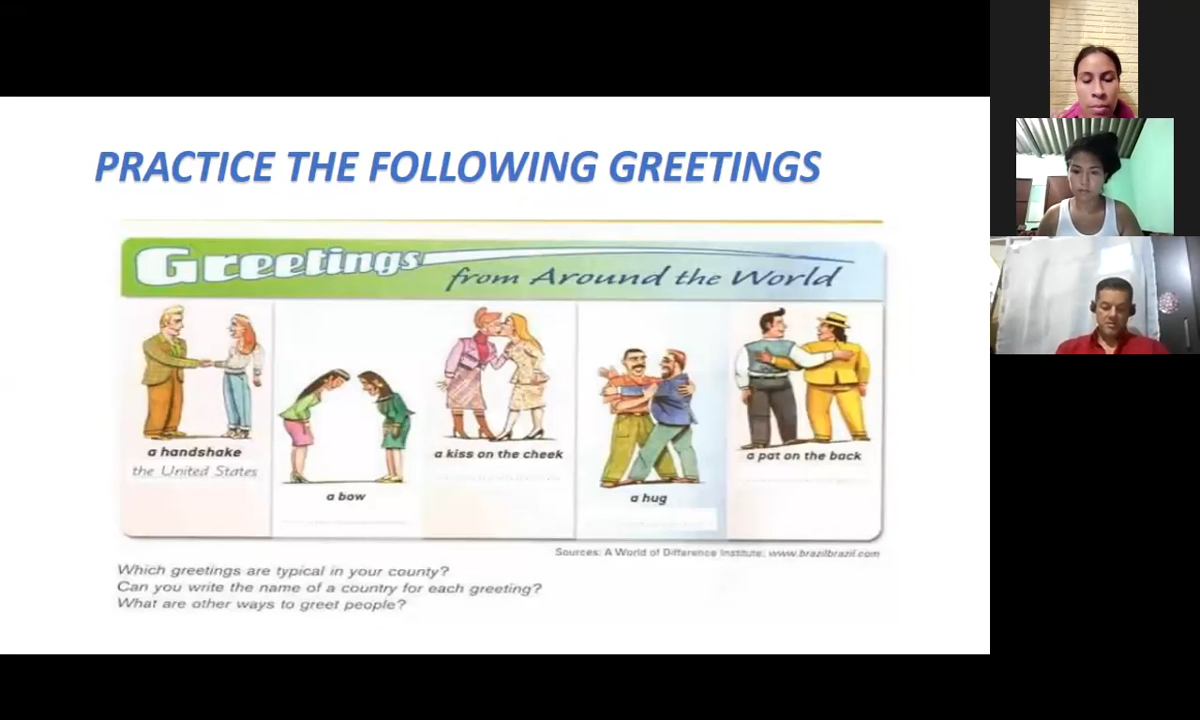 PRACTICE THE FOLLOWING GREETINGS
Greetings
from Around the World
a handshake
the United States
a bow
a kiss on the cheek
a hug
a pat on the back
Sources: A World of Difference Institute; www.brazilbrazil.com
Which greetings are typical in your county?
Can you write the name of a country for each greeting?
What are other ways to greet people?